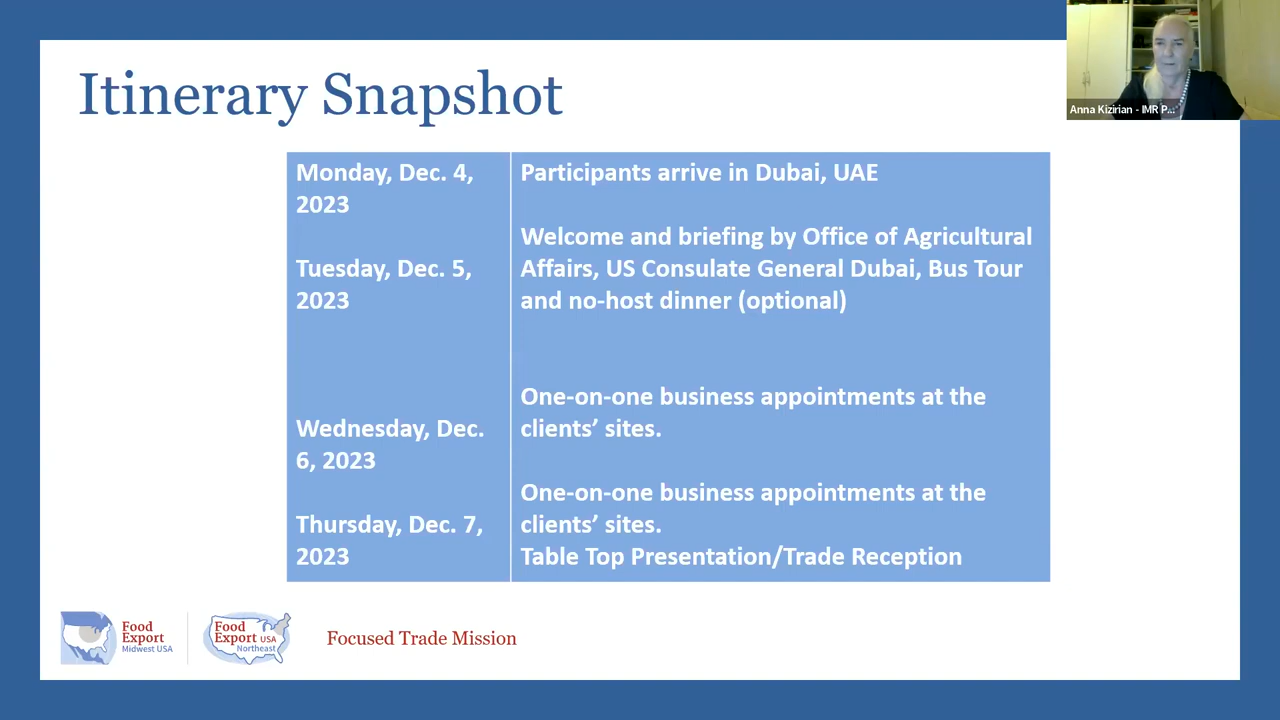 Itinerary Snapshot
Anna Kizirian - IMR P...
Monday, Dec. 4,
2023
Participants arrive in Dubai, UAE
Tuesday, Dec. 5,
2023
Welcome and briefing by Office of Agricultural
Affairs, US Consulate General Dubai, Bus Tour
and no-host dinner (optional)
Wednesday, Dec.
6, 2023
One-on-one business appointments at the
clients’ sites.
Thursday, Dec. 7,
2023
One-on-one business appointments at the
clients’ sites.
Table Top Presentation/Trade Reception
Food
Export
Midwest USA
Food
Export USA
Northeast
Focused Trade Mission